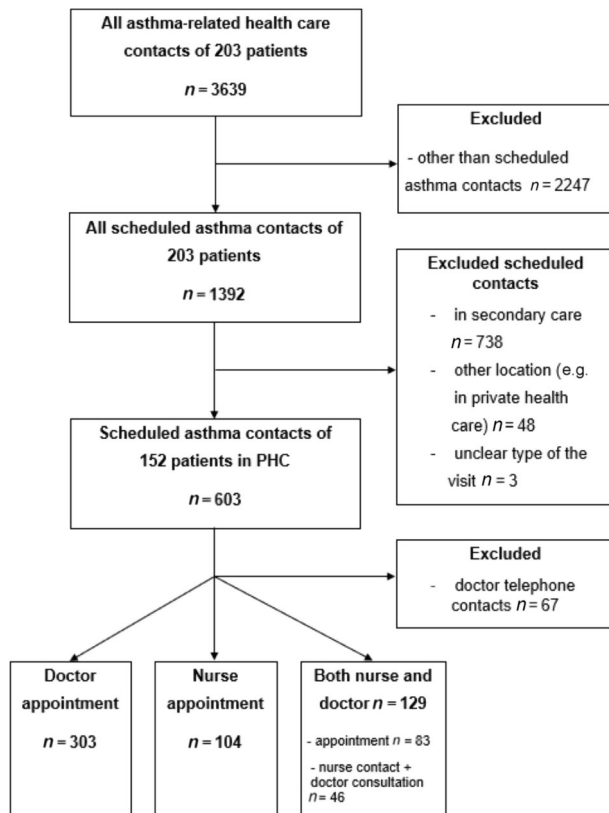 All asthma-related health care
contacts of 203 patients
n = 3639
Excluded
- other than scheduled
asthma contacts n = 2247
All scheduled asthma contacts of
203 patients
n = 1392
Excluded scheduled
contacts
- in secondary care
n = 738
- other location (e.g.
in private health
care) n = 48
- unclear type of the
visit n = 3
Scheduled asthma contacts of
152 patients in PHC
n = 603
Excluded
- doctor telephone
contacts n = 67
Doctor
appointment
n = 303
Nurse
appointment
n = 104
Both nurse and
doctor n = 129
- appointment n = 83
- nurse contact +
doctor consultation
n = 46